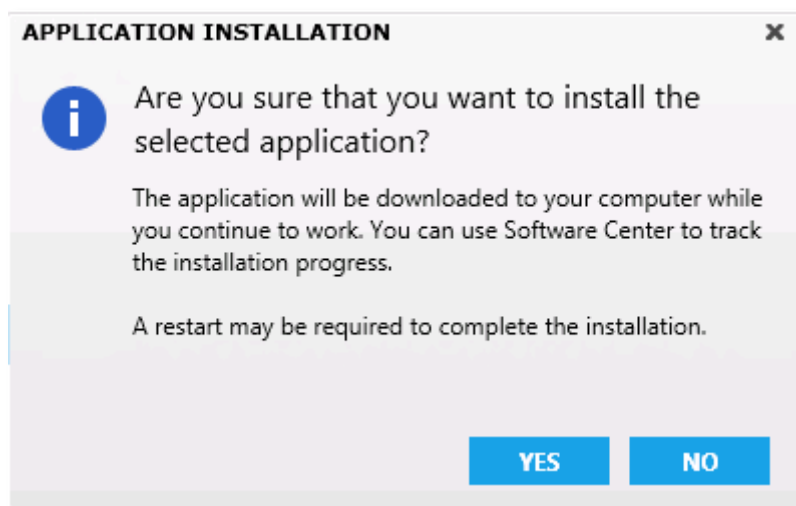 APPLICATION INSTALLATION
Are you sure that you want to install the
selected application?
The application will be downloaded to your computer while
you continue to work. You can use Software Center to track
the installation progress.
A restart may be required to complete the installation.
YES NO